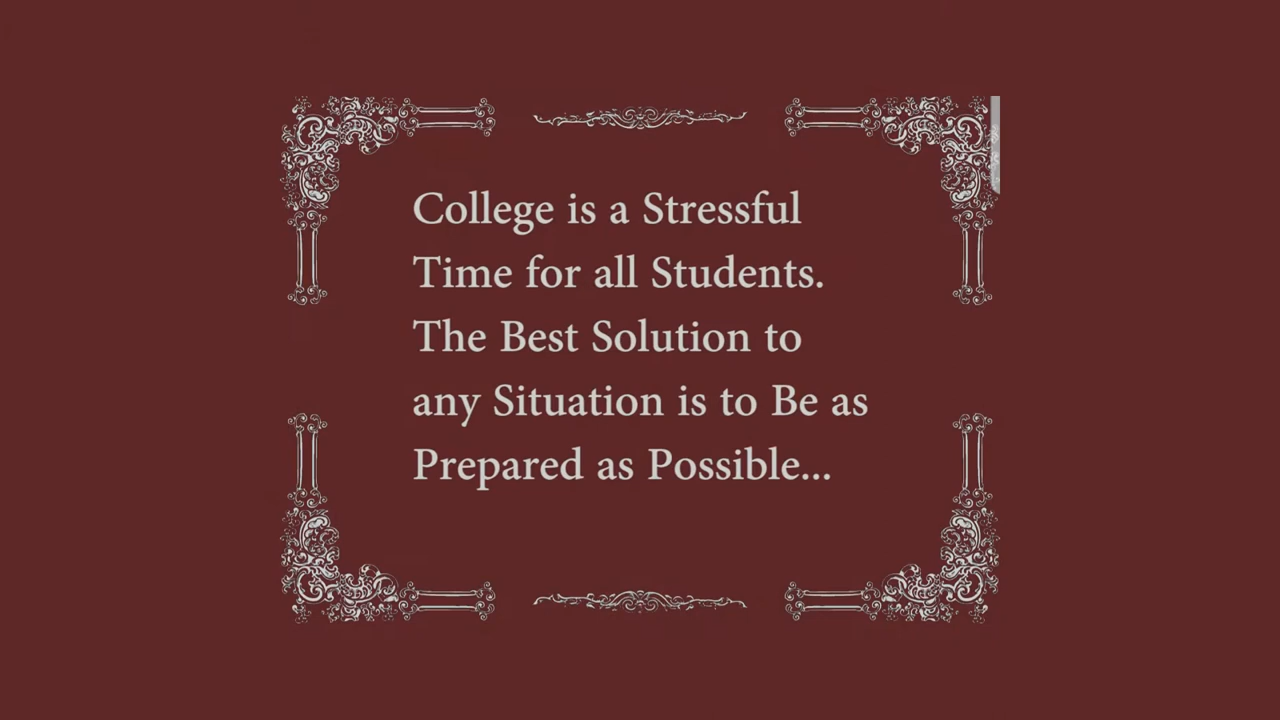 College is a Stressful
Time for all Students.
The Best Solution to
any Situation is to Be as
Prepared as Possible...